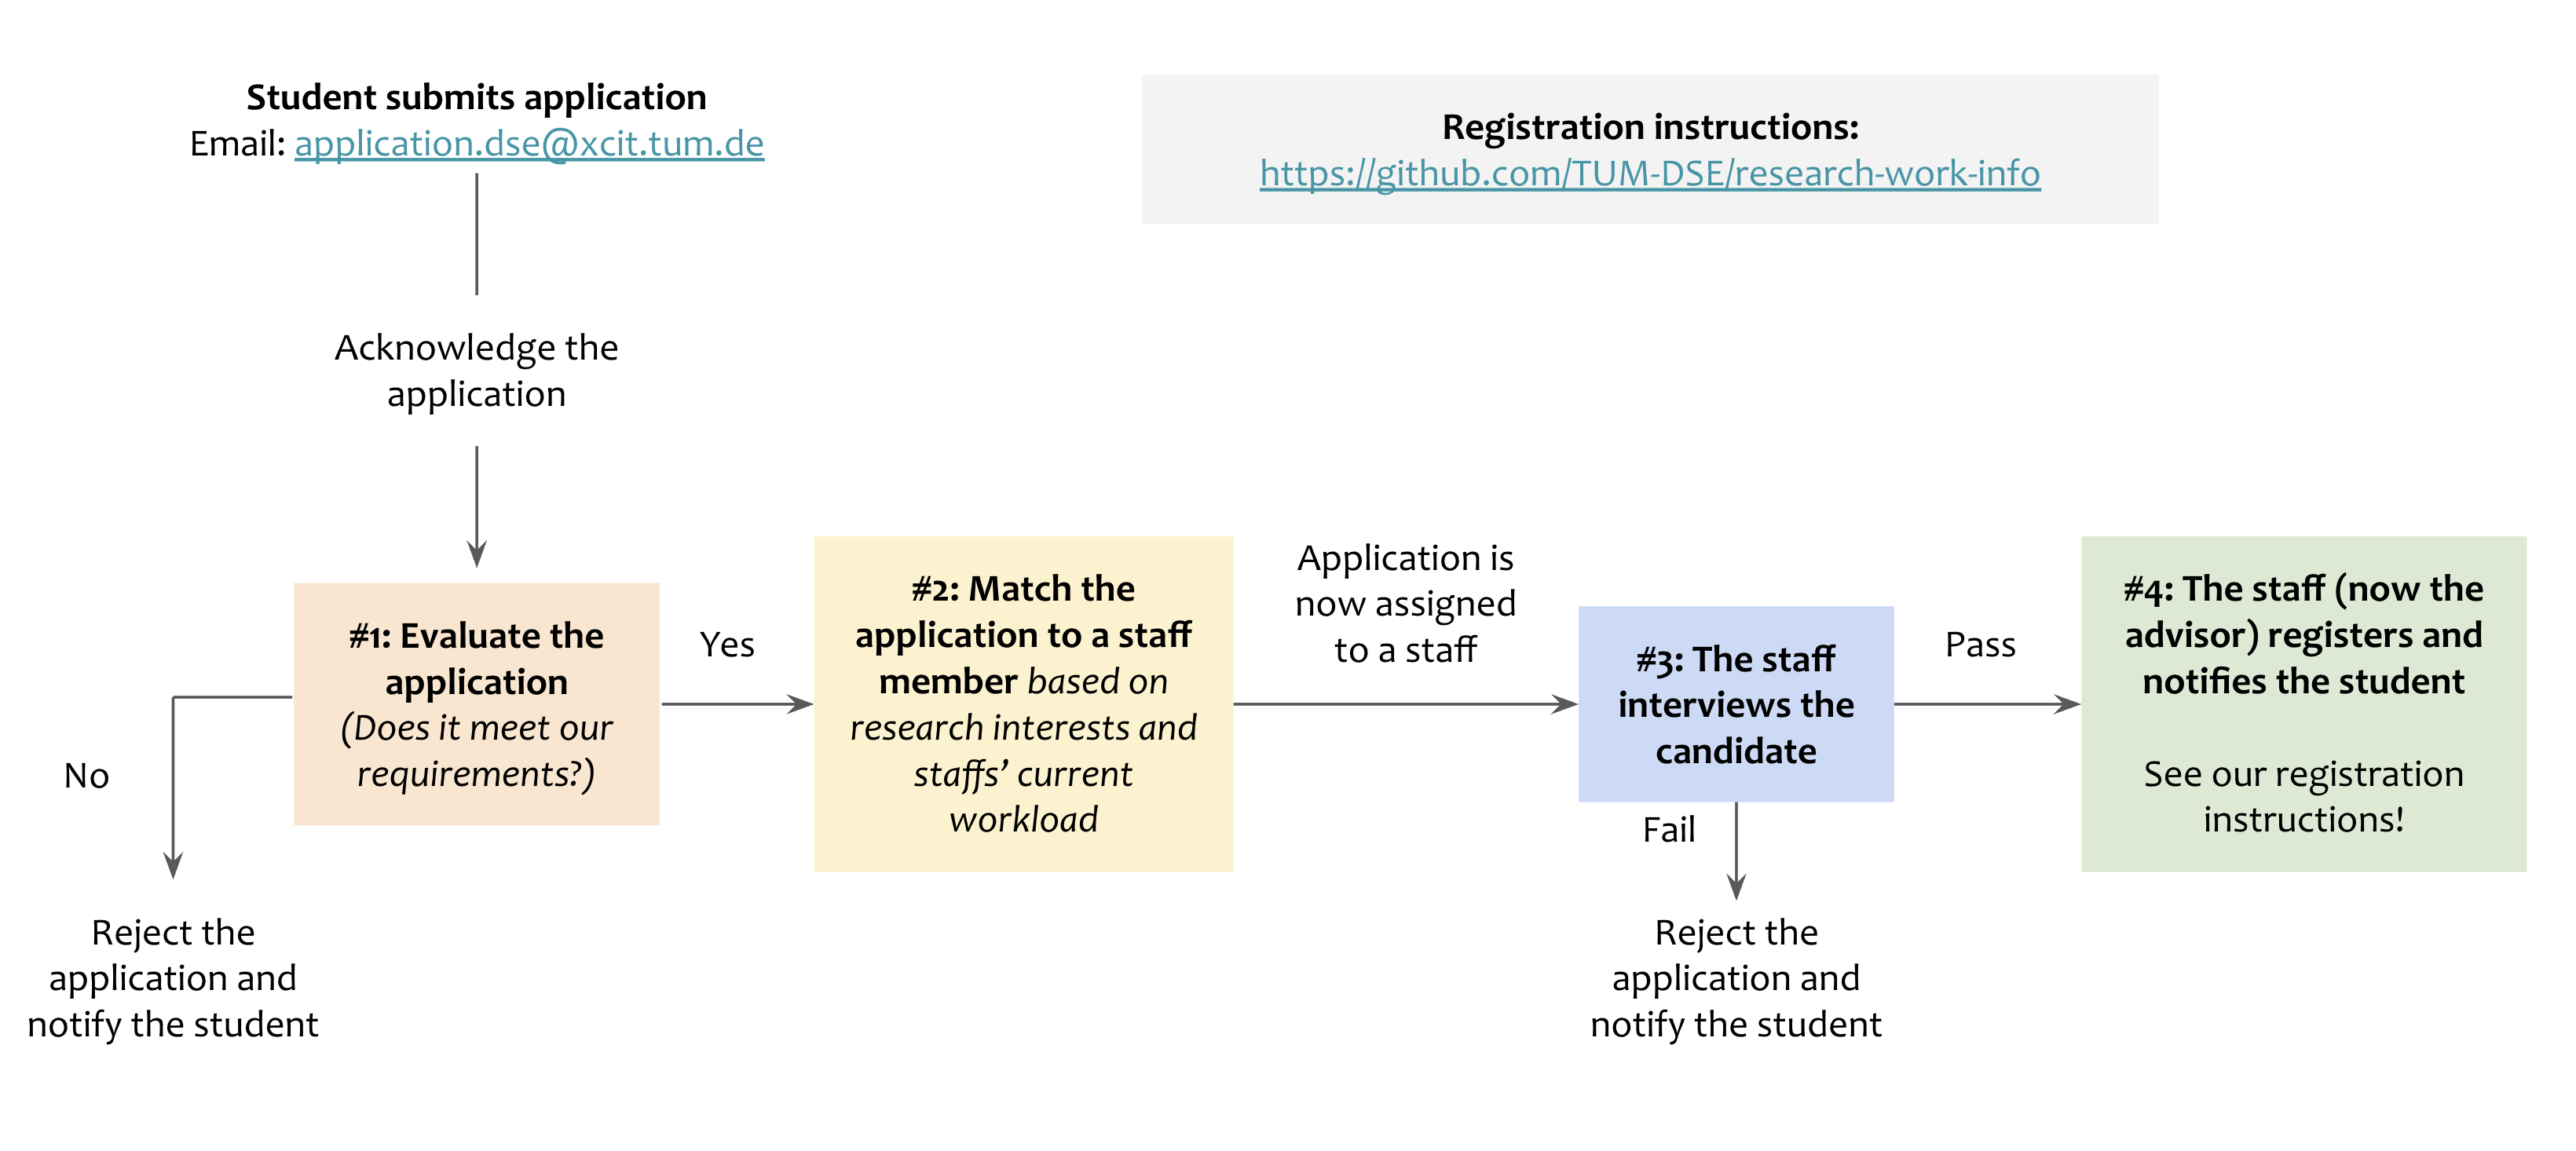 Student submits application
Email: application.dse@xcit.tum.de
Registration instructions:
https://github.com/TUM-DSE/research-work-info
Acknowledge the
application
#1: Evaluate the
application
(Does it meet our
requirements?)
No
Reject the
application and
notify the student
Yes
#2: Match the
application to a staff
member based on
research interests and
staffs’ current
workload
Application is
now assigned
to a staff
#3: The staff
interviews the
candidate
Fail
Reject the
application and
notify the student
Pass
#4: The staff (now the
advisor) registers and
notifies the student
See our registration
instructions!